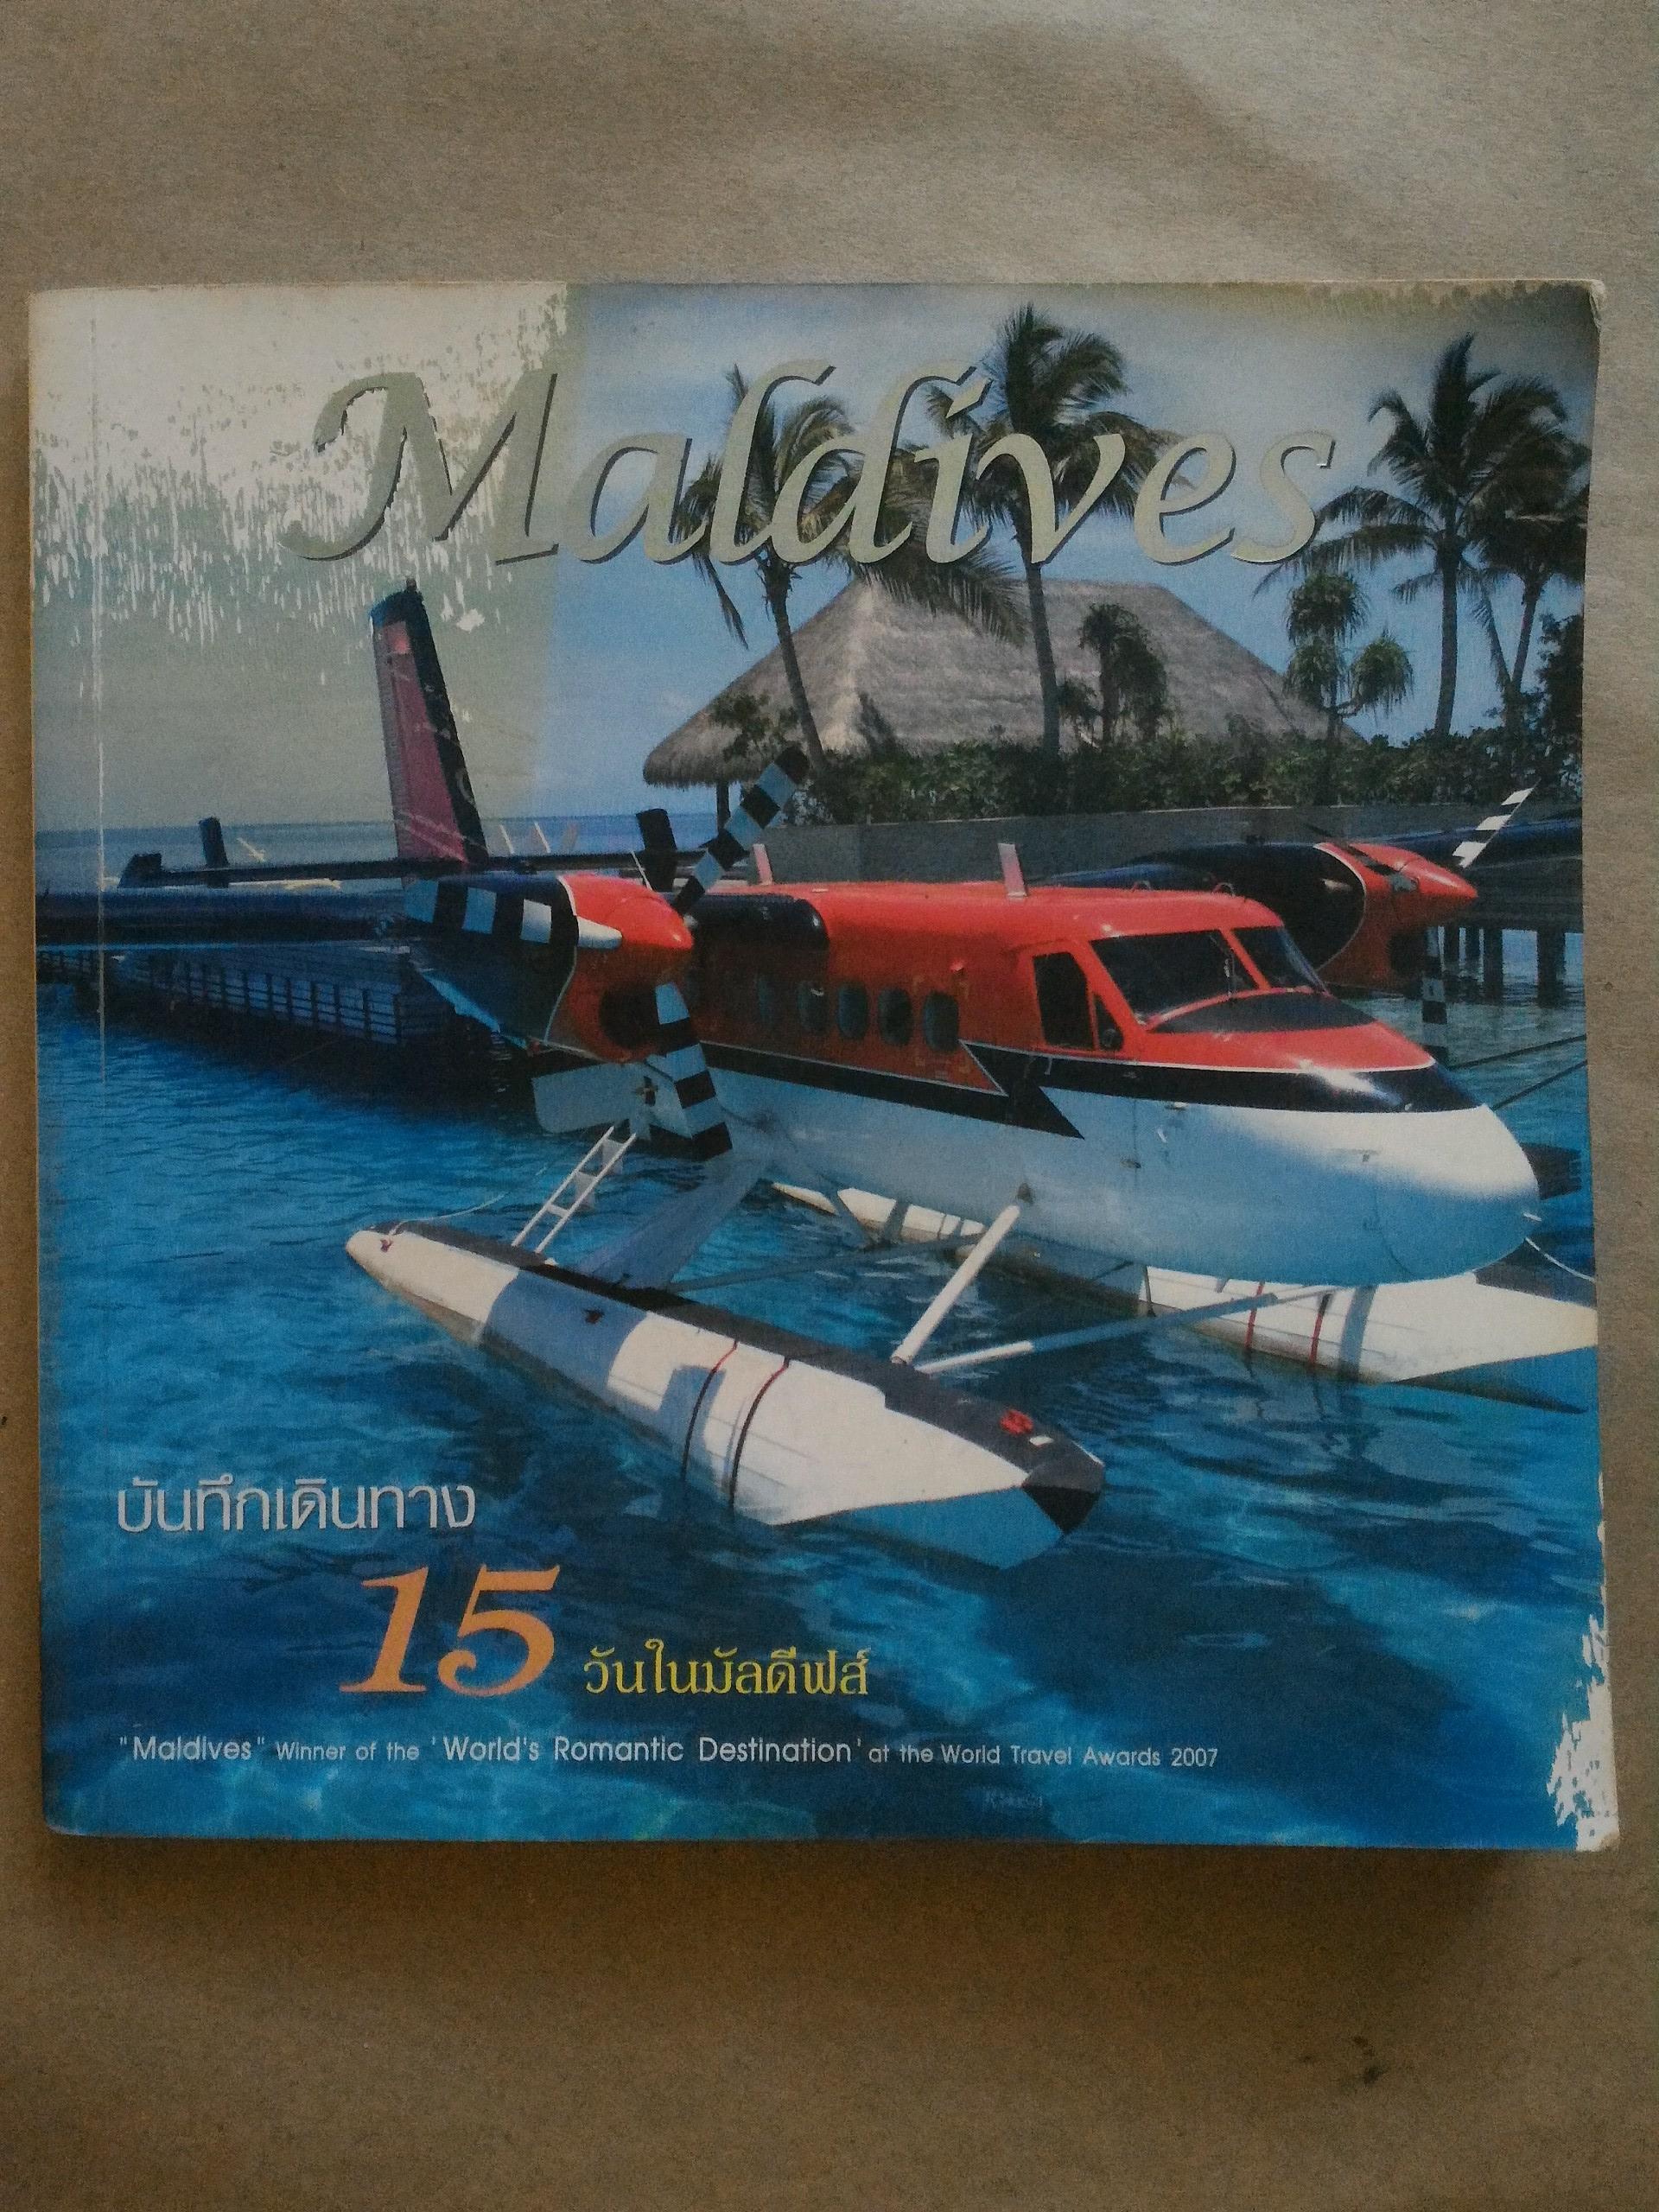 Maldives
บันทึกเดินทาง
15 วันในมัลดีฟส์
"Maldives" Winner of the 'World's Romantic Destination' at the World Travel Awards 2007